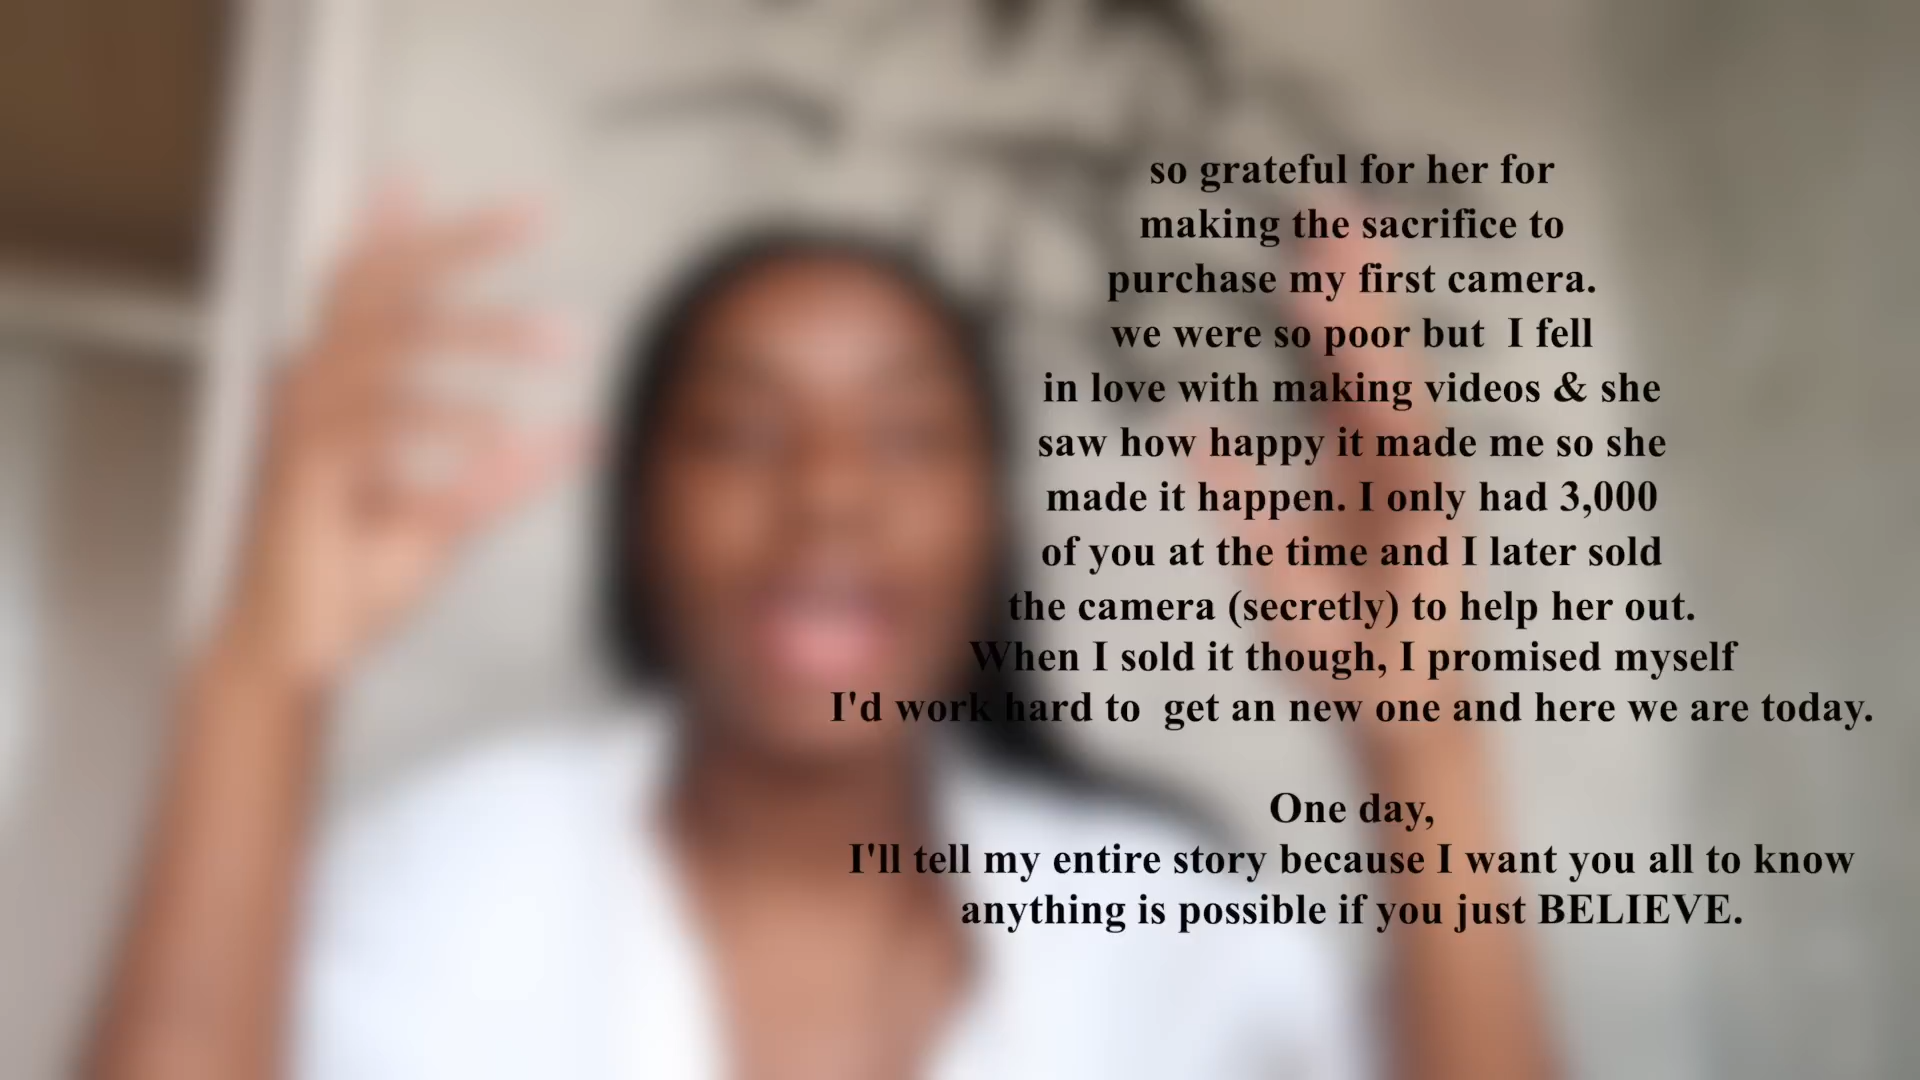 so grateful for her for
making the sacrifice to
purchase my first camera.
we were so poor but  I fell
in love with making videos & she
saw how happy it made me so she
made it happen. I only had 3,000
of you at the time and I later sold
the camera (secretly) to help her out.
When I sold it though, I promised myself
I'd work hard to  get an new one and here we are today.
One day,
I'll tell my entire story because I want you all to know
anything is possible if you just BELIEVE.